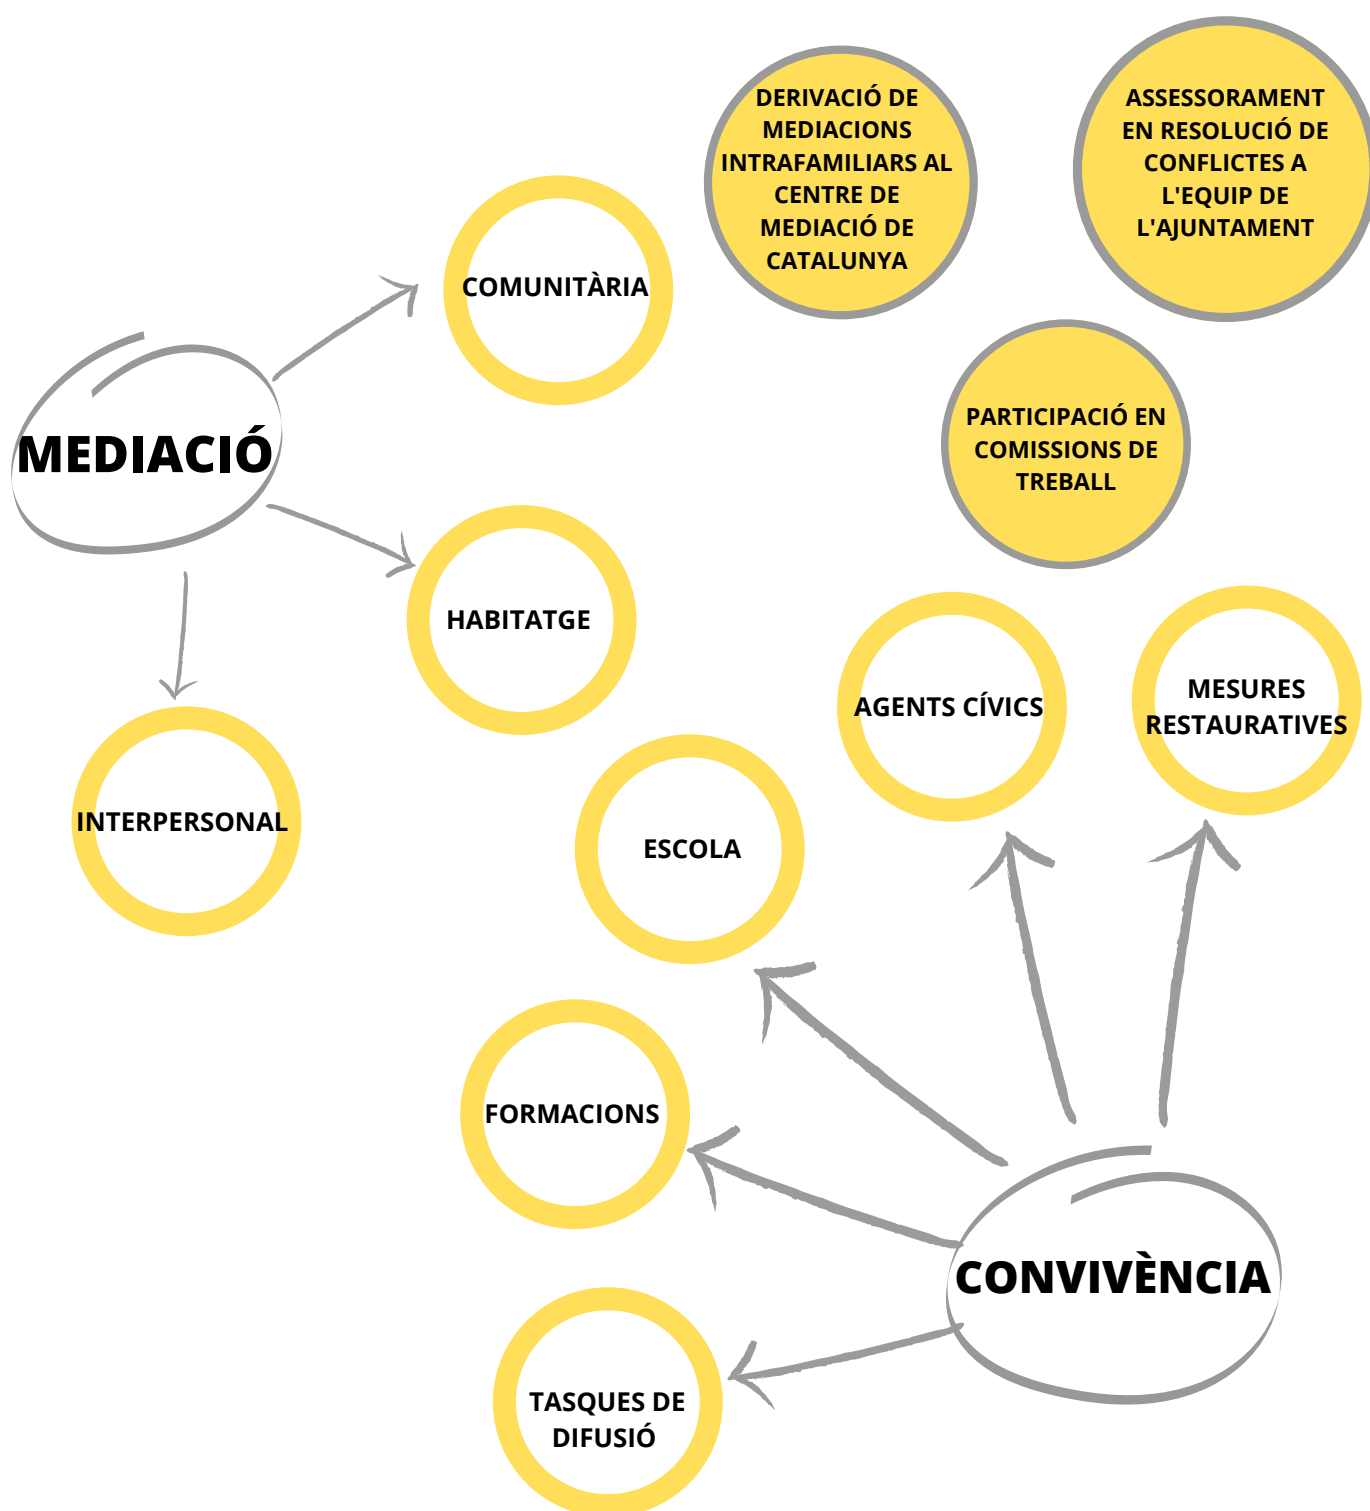 DERIVACIÓ DE
MEDIACIONS
INTRAFAMILIARS AL
CENTRE DE
MEDIACIÓ DE
CATALUNYA
ASSESSORAMENT
EN RESOLUCIÓ DE
CONFLICTES A
L'EQUIP DE
L'AJUNTAMENT
COMUNITÀRIA
MEDIACIÓ
PARTICIPACIÓ EN
COMISSIONS DE
TREBALL
HABITATGE
INTERPERSONAL
AGENTS CÍVICS
MESURES
RESTAURATIVES
ESCOLA
FORMACIONS
CONVIVÈNCIA
TASQUES DE
DIFUSIÓ